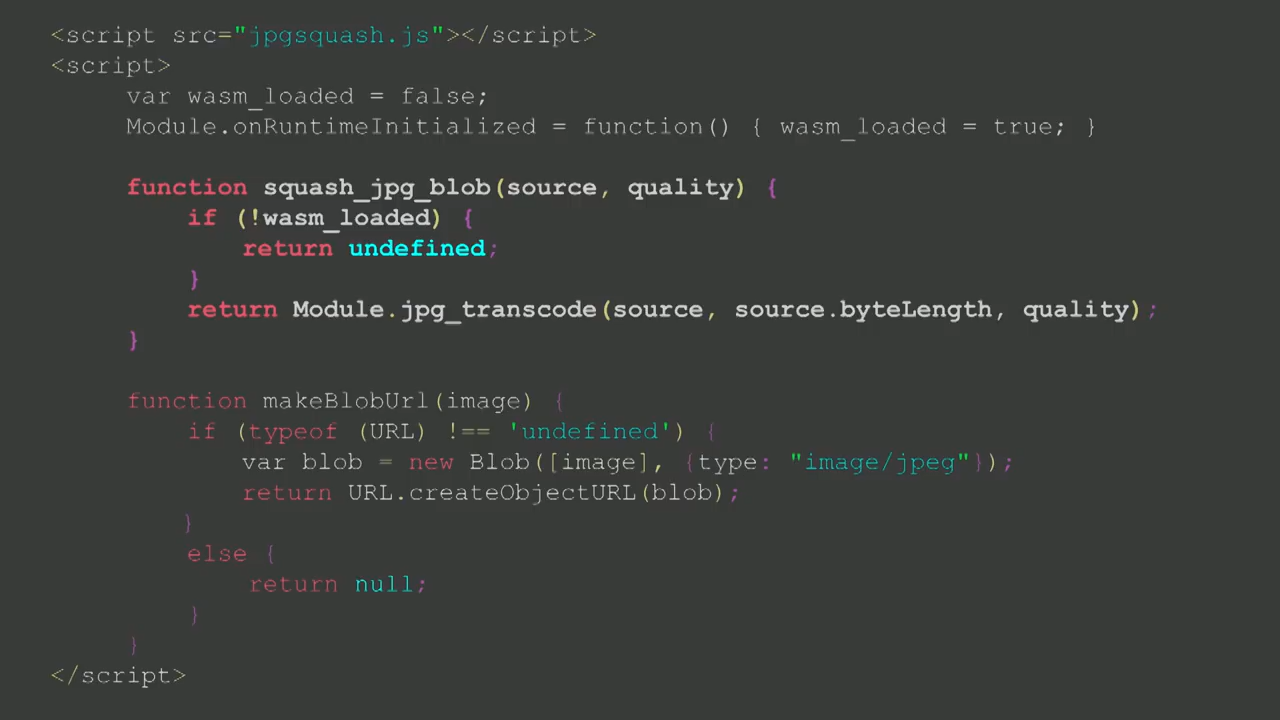 <script src="jpgsquash.js"></script>
<script>
var wasm_loaded = false;
Module.onRuntimeInitialized = function() { wasm_loaded = true; }
function squash_jpg_blob(source, quality) {
if (!wasm_loaded) {
return undefined;
}
return Module.jpg_transcode(source, source.byteLength, quality);
}
function makeBlobUrl(image) {
if (typeof (URL) !== 'undefined') {
var blob = new Blob([image], {type: "image/jpeg"});
return URL.createObjectURL(blob);
}
else {
return null;
}
}
</script>